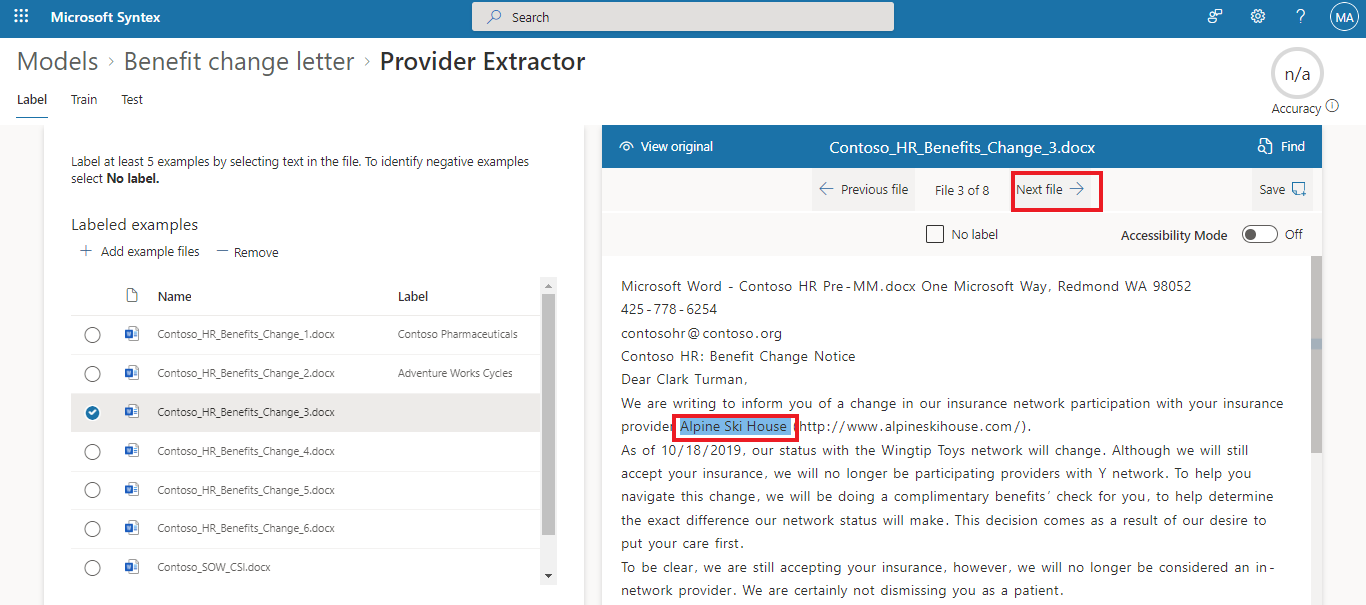 Microsoft Syntex
Search
MA
Models > Benefit change letter > Provider Extractor
n/a
Accuracy
Label Train Test
Label at least 5 examples by selecting text in the file. To identify negative examples
select No label.
Labeled examples
+ Add example files — Remove
Name Label
Contoso_HR_Benefits_Change_1.docx Contoso Pharmaceuticals
Contoso_HR_Benefits_Change_2.docx Adventure Works Cycles
Contoso_HR_Benefits_Change_3.docx
Contoso_HR_Benefits_Change_4.docx
Contoso_HR_Benefits_Change_5.docx
Contoso_HR_Benefits_Change_6.docx
Contoso_SOW_CSI.docx
View original Contoso_HR_Benefits_Change_3.docx Find
← Previous file File 3 of 8 Next file → Save
No label Accessibility Mode Off
Microsoft Word - Contoso HR Pre-MM.docx One Microsoft Way, Redmond WA 98052
425-778-6254
contosohr@contoso.org
Contoso HR: Benefit Change Notice
Dear Clark Turman,
We are writing to inform you of a change in our insurance network participation with your insurance
provider Alpine Ski House (http://www.alpineskihouse.com/).
As of 10/18/2019, our status with the Wingtip Toys network will change. Although we will still
accept your insurance, we will no longer be participating providers with Y network. To help you
navigate this change, we will be doing a complimentary benefits’ check for you, to help determine
the exact difference our network status will make. This decision comes as a result of our desire to
put your care first.
To be clear, we are still accepting your insurance, however, we will no longer be considered an in-
network provider. We are certainly not dismissing you as a patient.